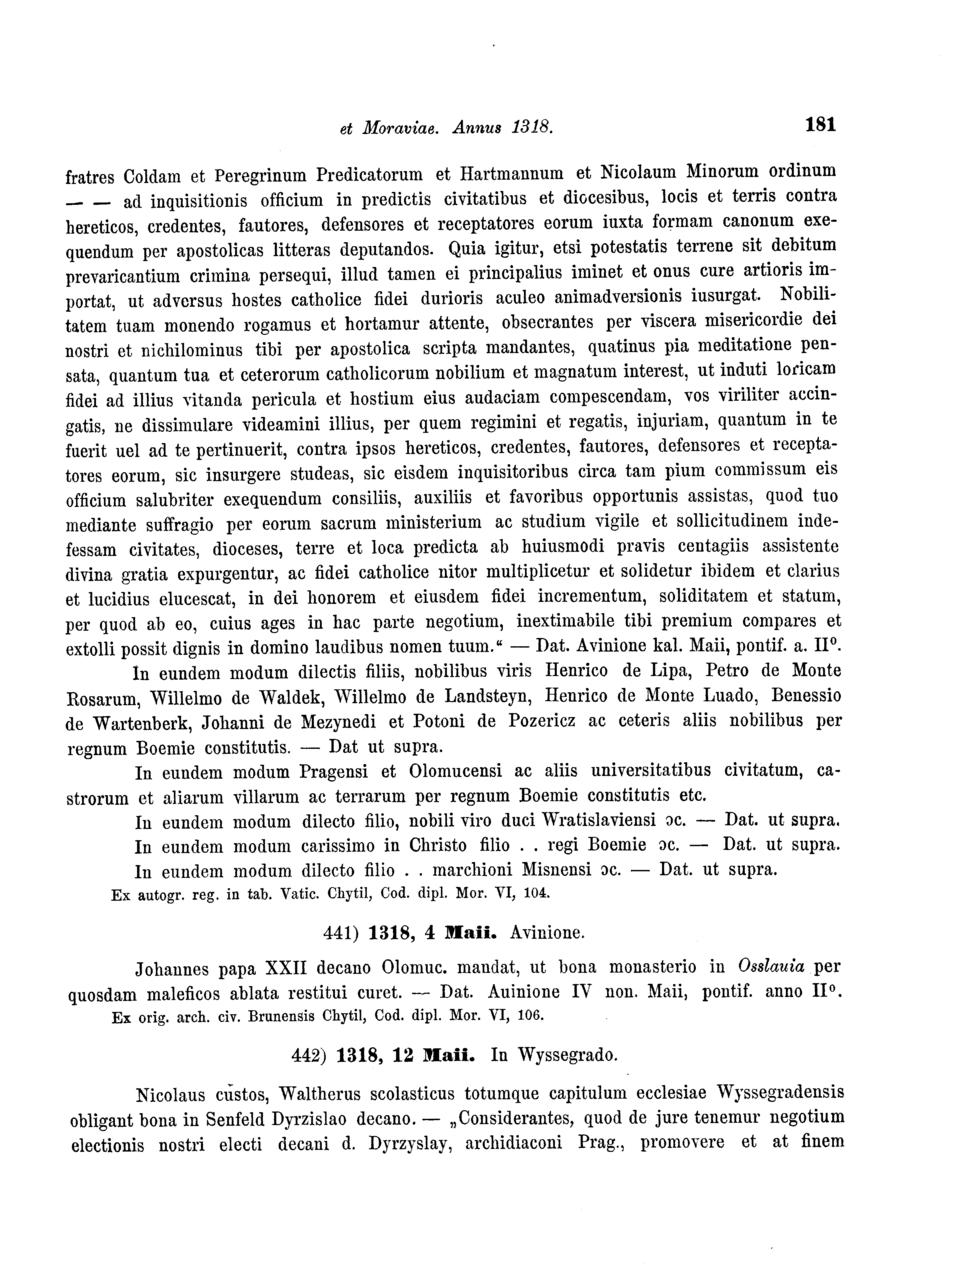 et Moraviae. Annus 1318. 181
fratres Coldam et Peregrinum Predicatorum et Hartmannum et Nicolaum Minorum ordinum
— — ad inquisitionis officium in predictis civitatibus et diocesibus, locis et terris contra
hereticos, credentes, fautores, defensores et receptatores eorum iuxta formam canonum exe-
quendum per apostolicas litteras deputandos. Quia igitur, etsi potestatis terrene sit debitum
prevaricantium crimina persequi, illud tamen ei principalius iminet et onus cure artioris im-
portat, ut adversus hostes catholice fidei durioris aculeo animadversionis iusurgat. Nobili-
tatem tuam monendo rogamus et hortamur attente, obsecrantes per viscera misericordie dei
nostri et nichilominus tibi per apostolica scripta mandantes, quatinus pia meditatione pen-
sata, quantum tua et ceterorum catholicorum nobilium et magnatum interest, ut induti loricam
fidei ad illius vitanda pericula et hostium eius audaciam compescendam, vos viriliter accin-
gatis, ne dissimulare videamini illius, per quem regimini et regatis, injuriam, quantum in te
fuerit uel ad te pertinuerit, contra ipsos hereticos, credentes, fautores, defensores et recepta-
tores eorum, sic insurgere studeas, sic eisdem inquisitoribus circa tam pium commissum eis
officium salubriter exequendum consiliis, auxiliis et favoribus opportunis assistas, quod tuo
mediante suffragio per eorum sacrum ministerium ac studium vigile et sollicitudinem inde-
fessam civitates, dioceses, terre et loca predicta ab huiusmodi pravis centagiis assistente
divina gratia expurgentur, ac fidei catholice nitor multiplicetur et solidetur ibidem et clarius
et lucidius elucescat, in dei honorem et eiusdem fidei incrementum, soliditatem et statum,
per quod ab eo, cuius ages in hac parte negotium, inextimabile tibi premium compares et
extolli possit dignis in domino laudibus nomen tuum.“ — Dat. Avinione kal. Maii, pontif. a. II⁰.
In eundem modum dilectis filiis, nobilibus viris Henrico de Lipa, Petro de Monte
Rosarum, Willelmo de Waldek, Willelmo de Landsteyn, Henrico de Monte Luado, Benessio
de Wartenberk, Johanni de Mezynedi et Potoni de Pozericz ac ceteris aliis nobilibus per
regnum Boemie constitutis. — Dat ut supra.
In eundem modum Pragensi et Olomucensi ac aliis universitatibus civitatum, ca-
strorum et aliarum villarum ac terrarum per regnum Boemie constitutis etc.
In eundem modum dilecto filio, nobili viro duci Wratislaviensi ɔc. — Dat. ut supra.
In eundem modum carissimo in Christo filio . . regi Boemie ɔc. — Dat. ut supra.
In eundem modum dilecto filio . . marchioni Misnensi ɔc. — Dat. ut supra.
Ex autogr. reg. in tab. Vatic. Chytil, Cod. dipl. Mor. VI, 104.
441) 1318, 4 Maii. Avinione.
Johannes papa XXII decano Olomuc. mandat, ut bona monasterio in Osslauia per
quosdam maleficos ablata restitui curet. — Dat. Auinione IV non. Maii, pontif. anno II⁰.
Ex orig. arch. civ. Brunensis Chytil, Cod. dipl. Mor. VI, 106.
442) 1318, 12 Maii. In Wyssegrado.
Nicolaus custos, Waltherus scolasticus totumque capitulum ecclesiae Wyssegradensis
obligant bona in Senfeld Dyrzislao decano. — „Considerantes, quod de jure tenemur negotium
electionis nostri electi decani d. Dyrzyslay, archidiaconi Prag., promovere et at finem